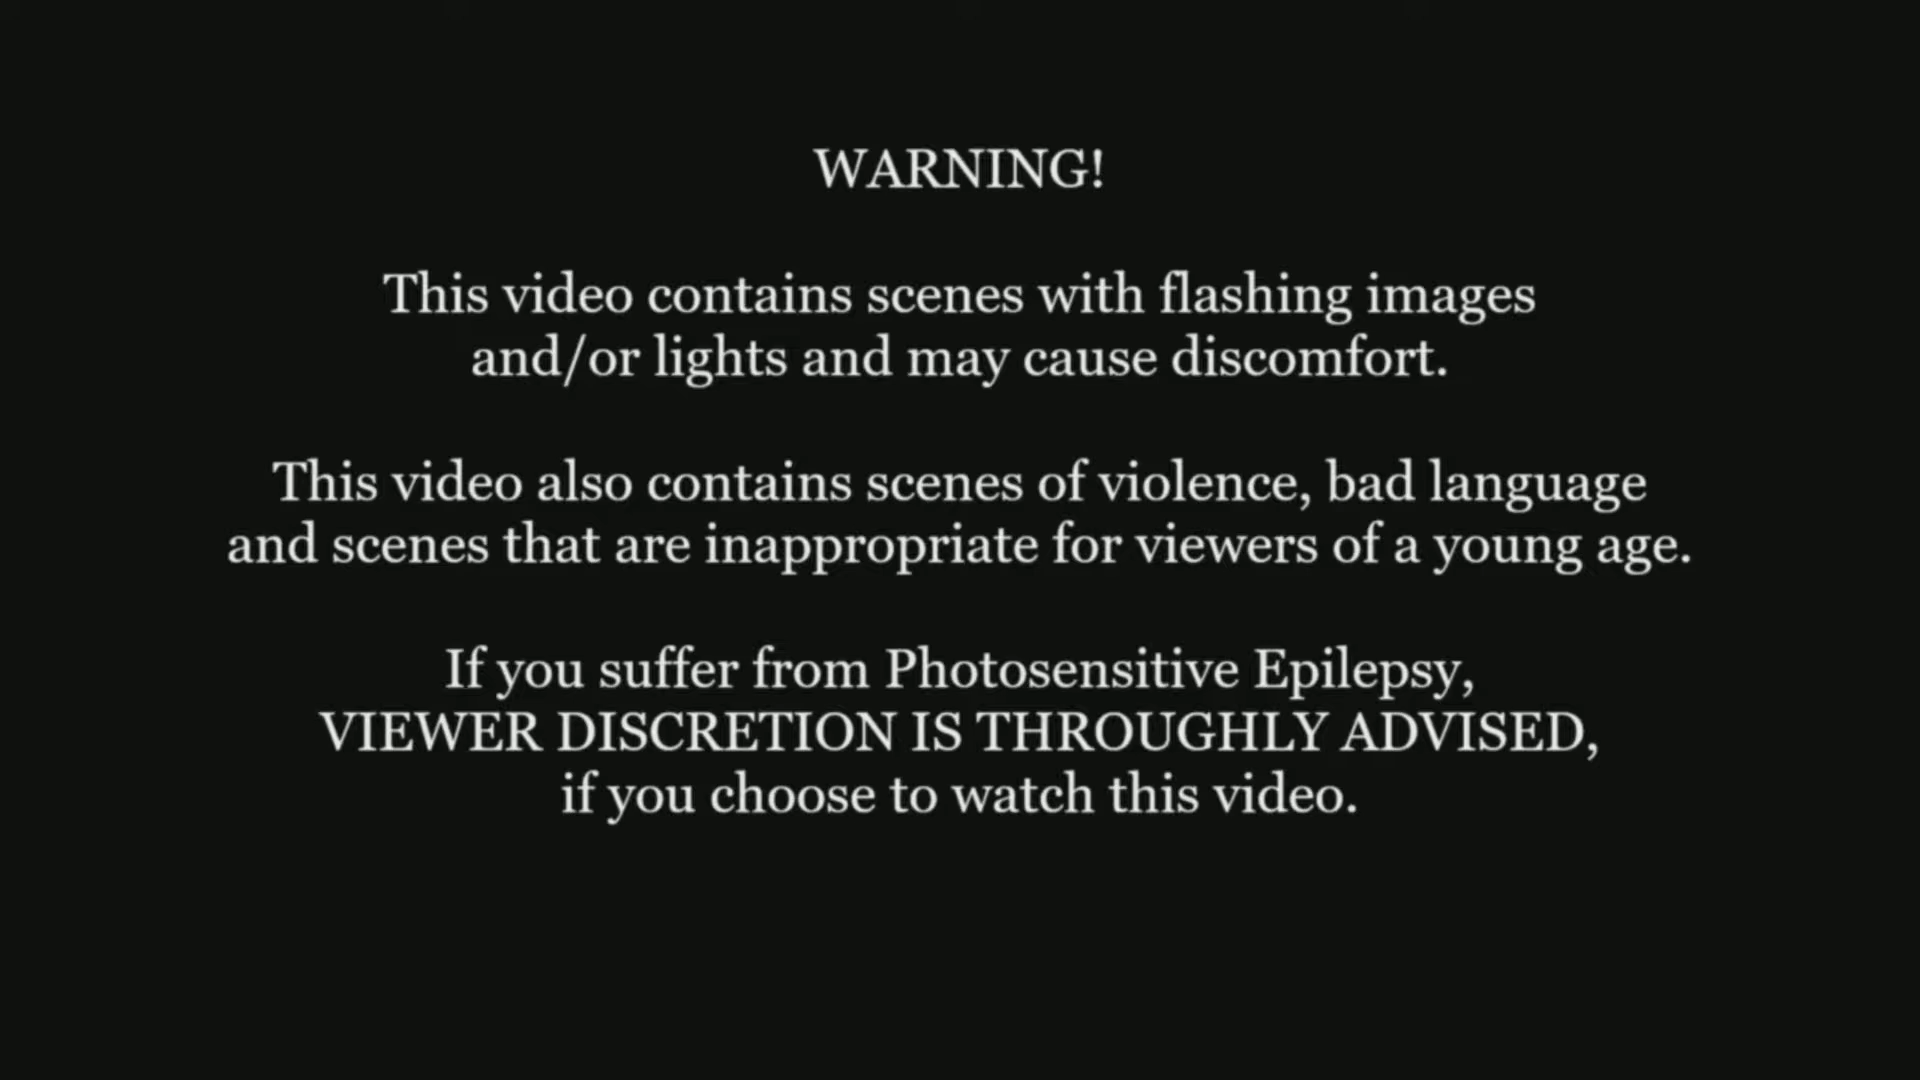 WARNING!
This video contains scenes with flashing images
and/or lights and may cause discomfort.
This video also contains scenes of violence, bad language
and scenes that are inappropriate for viewers of a young age.
If you suffer from Photosensitive Epilepsy,
VIEWER DISCRETION IS THROUGHLY ADVISED,
if you choose to watch this video.